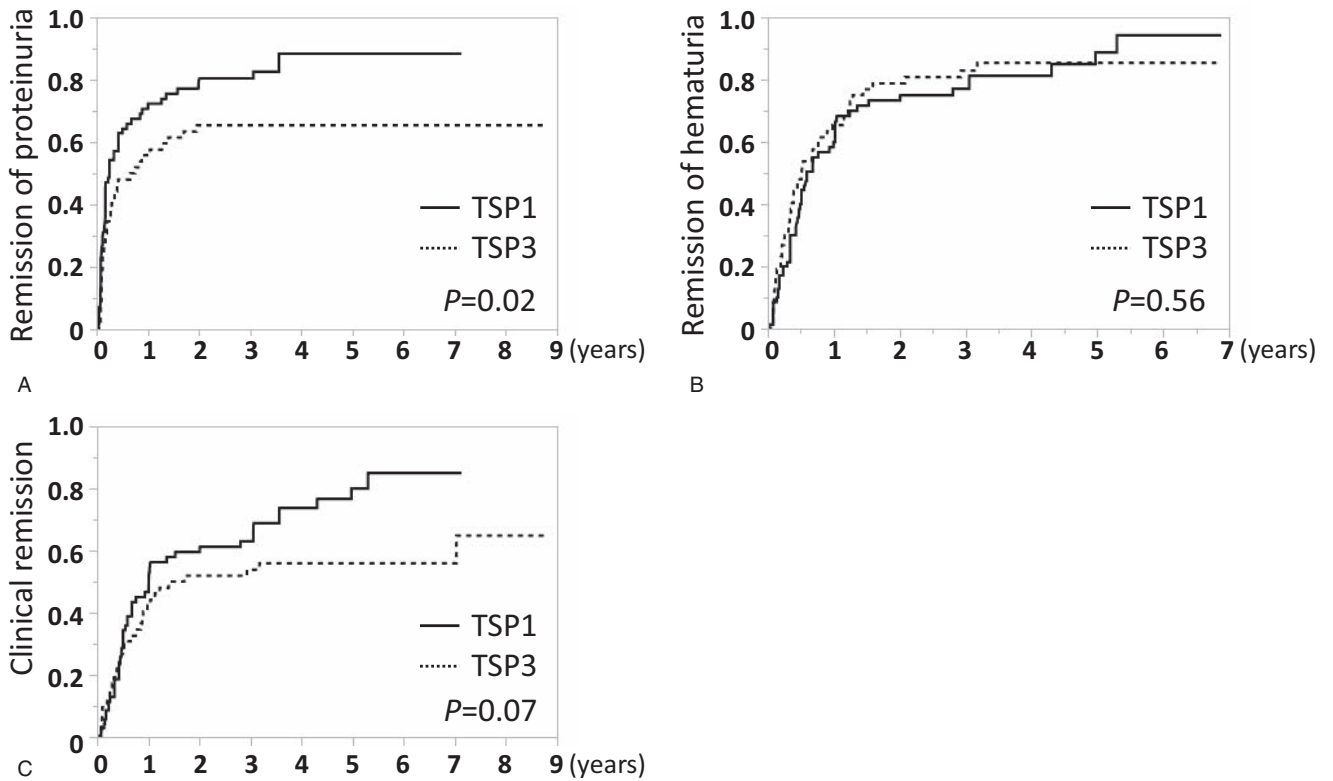 Remission of proteinuria
1.0
0.8
0.6
0.4
0.2
0
TSP1
TSP3
P=0.02
0 1 2 3 4 5 6 7 8 9 (years)
A
Remission of hematuria
1.0
0.8
0.6
0.4
0.2
0
TSP1
TSP3
P=0.56
0 1 2 3 4 5 6 7 (years)
B
Clinical remission
1.0
0.8
0.6
0.4
0.2
0
TSP1
TSP3
P=0.07
0 1 2 3 4 5 6 7 8 9 (years)
C